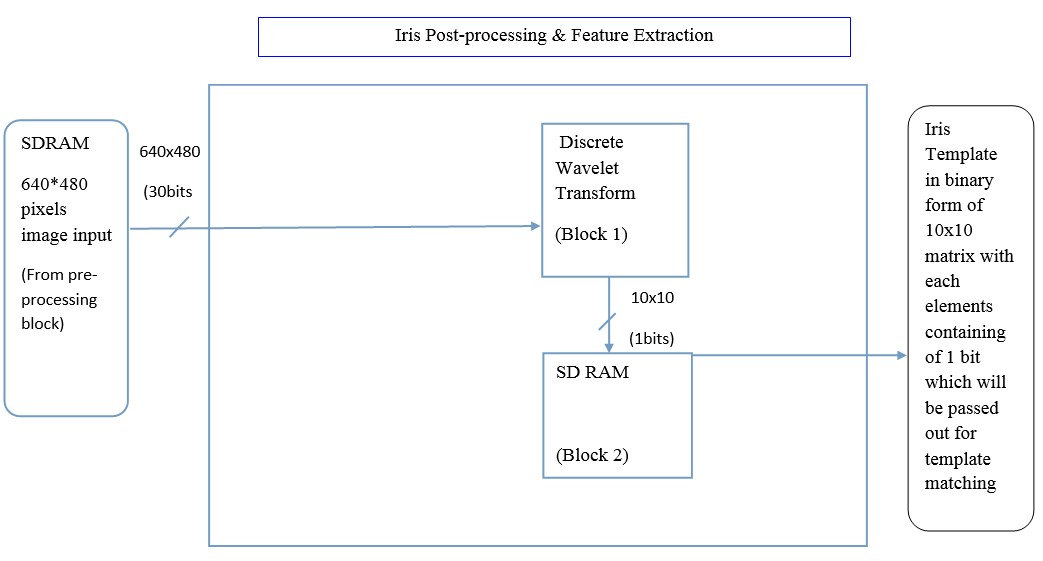 Iris Post-processing & Feature Extraction
SDRAM
640*480
pixels
image input
(From pre-
processing
block)
640x480
(30bits
Discrete
Wavelet
Transform
(Block 1)
10x10
(1bits)
SD RAM
(Block 2)
Iris
Template
in binary
form of
10x10
matrix with
each
elements
containing
of 1 bit
which will
be passed
out for
template
matching